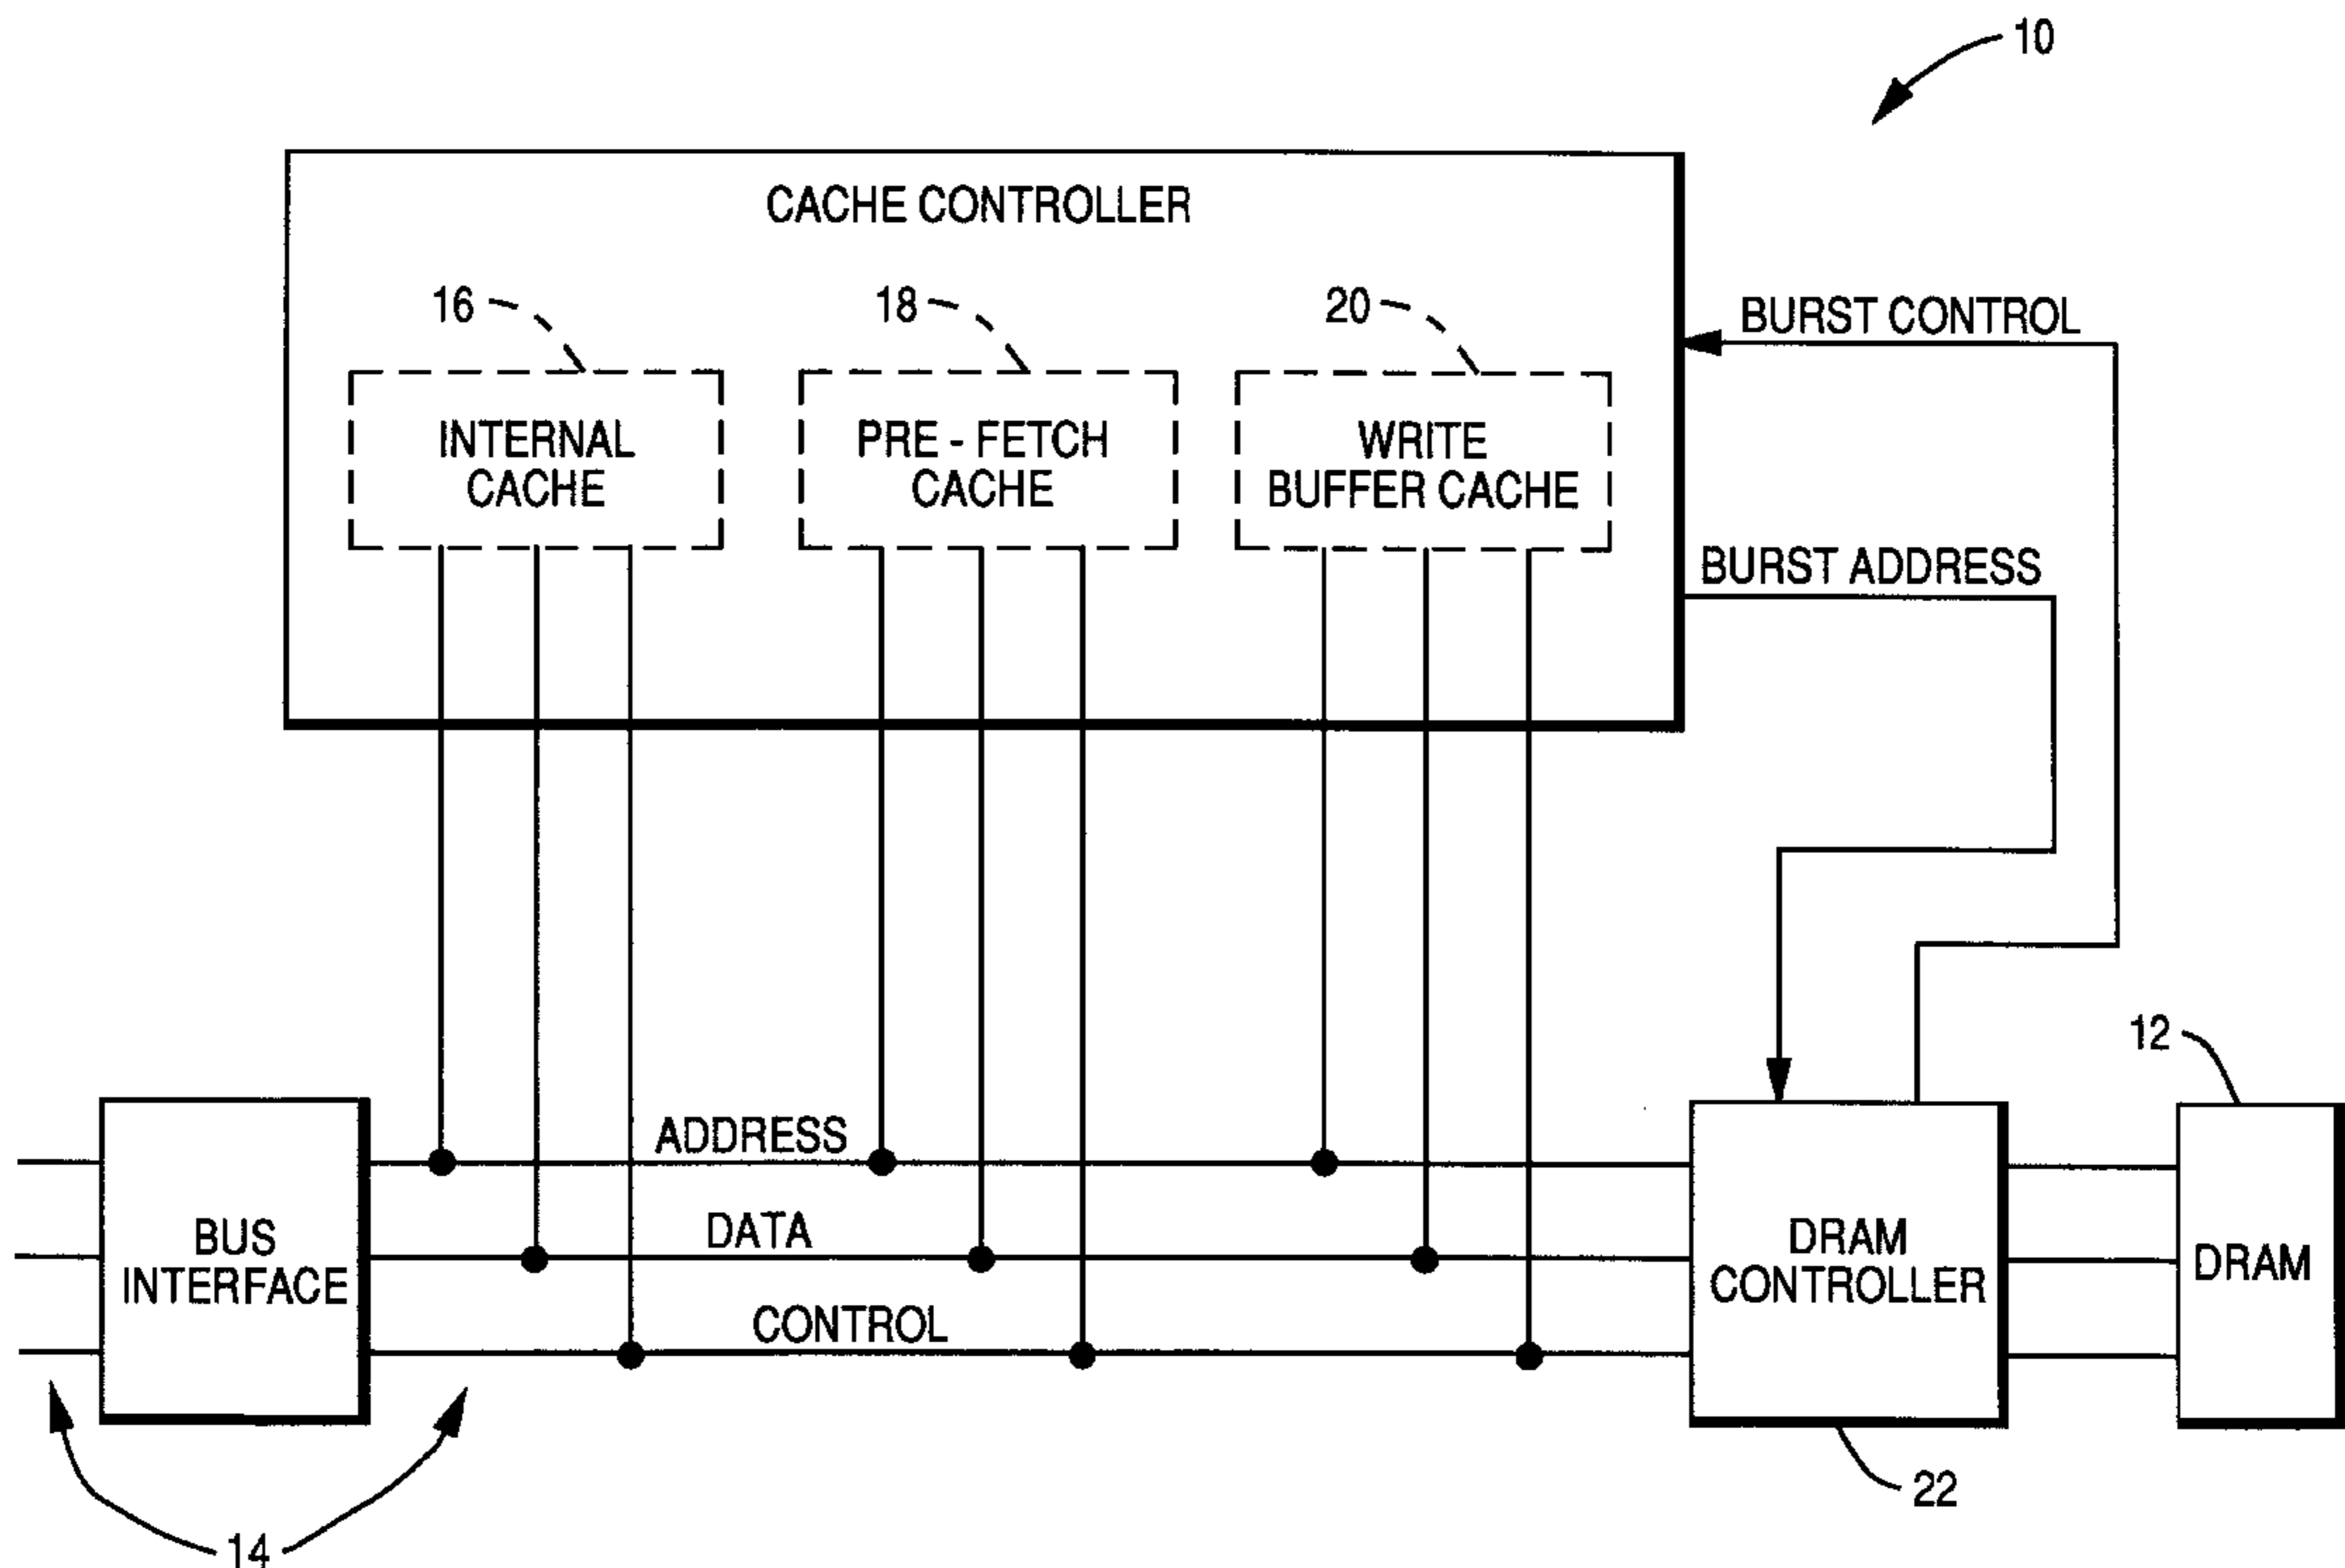 10
CACHE CONTROLLER
16
18
20
BURST CONTROL
INTERNAL
CACHE
PRE - FETCH
CACHE
WRITE
BUFFER CACHE
BURST ADDRESS
12
ADDRESS
DATA
CONTROL
BUS
INTERFACE
DRAM
CONTROLLER
DRAM
22
14